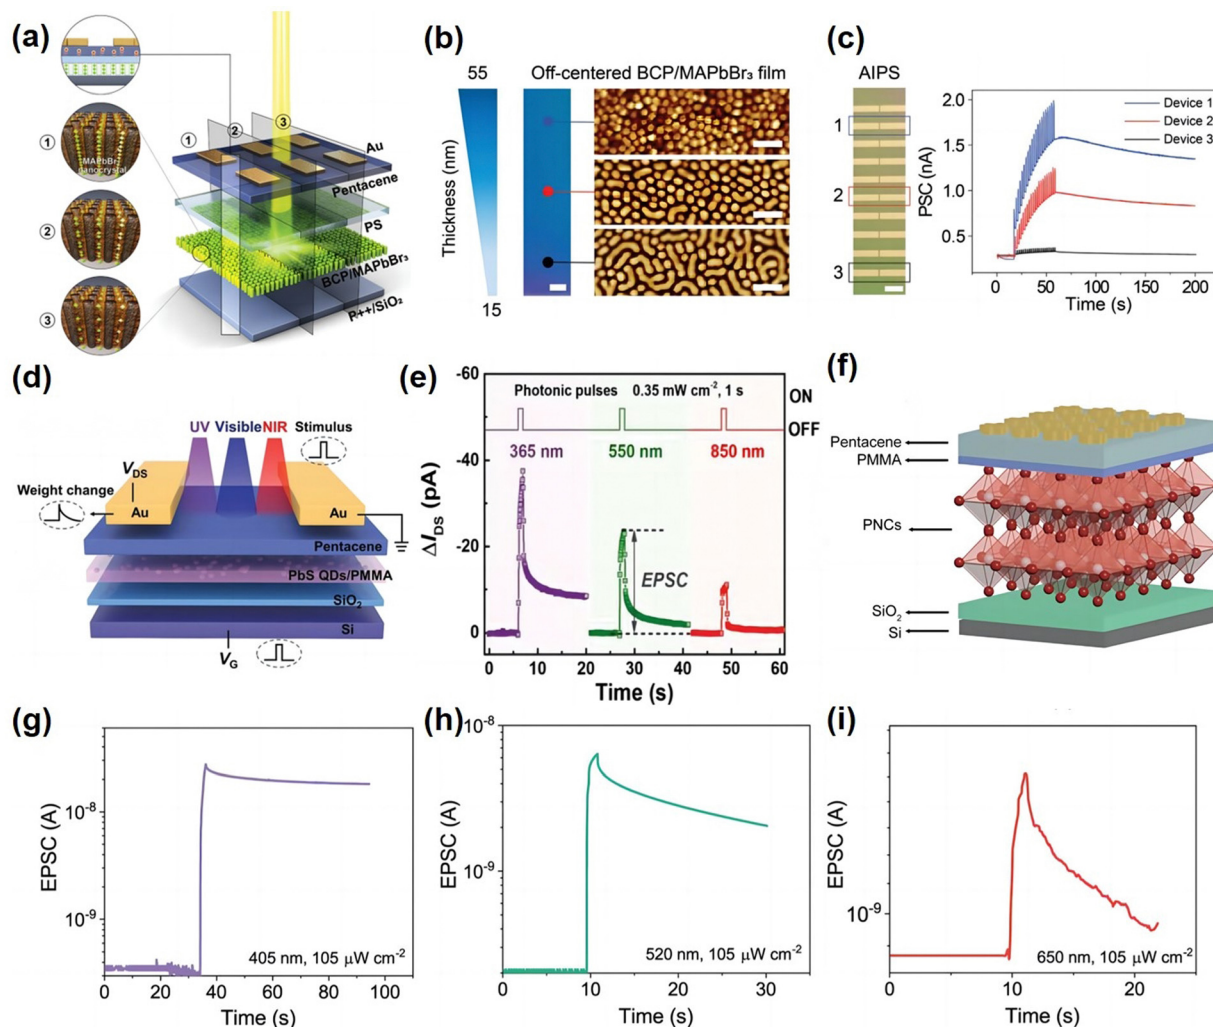 (a)
①
MAPbBr₃
nanocrystal
②
③
① ② ③
Au
Pentacene
PS
BCP/MAPbBr₃
P++/SiO₂
(b)
55
Thickness (nm)
15
Off-centered BCP/MAPbBr₃ film
(c)
AIPS
1
2
3
2.0
1.5
1.0
0.5
PSC (nA)
Device 1
Device 2
Device 3
0 50 100 150 200
Time (s)
(d)
UV Visible NIR Stimulus
V_DS
Weight change
Au Au
Pentacene
PbS QDs/PMMA
SiO₂
Si
V_G
(e)
Photonic pulses 0.35 mW cm⁻², 1 s
ON
OFF
365 nm 550 nm 850 nm
-60
-40
-20
0
ΔI_DS (pA)
EPSC
0 10 20 30 40 50 60
Time (s)
(f)
Pentacene
PMMA
PNCs
SiO₂
Si
(g)
10⁻⁸
10⁻⁹
EPSC (A)
405 nm, 105 μW cm⁻²
0 20 40 60 80 100
Time (s)
(h)
10⁻⁸
10⁻⁹
EPSC (A)
520 nm, 105 μW cm⁻²
0 10 20 30
Time (s)
(i)
10⁻⁹
EPSC (A)
650 nm, 105 μW cm⁻²
0 10 20
Time (s)